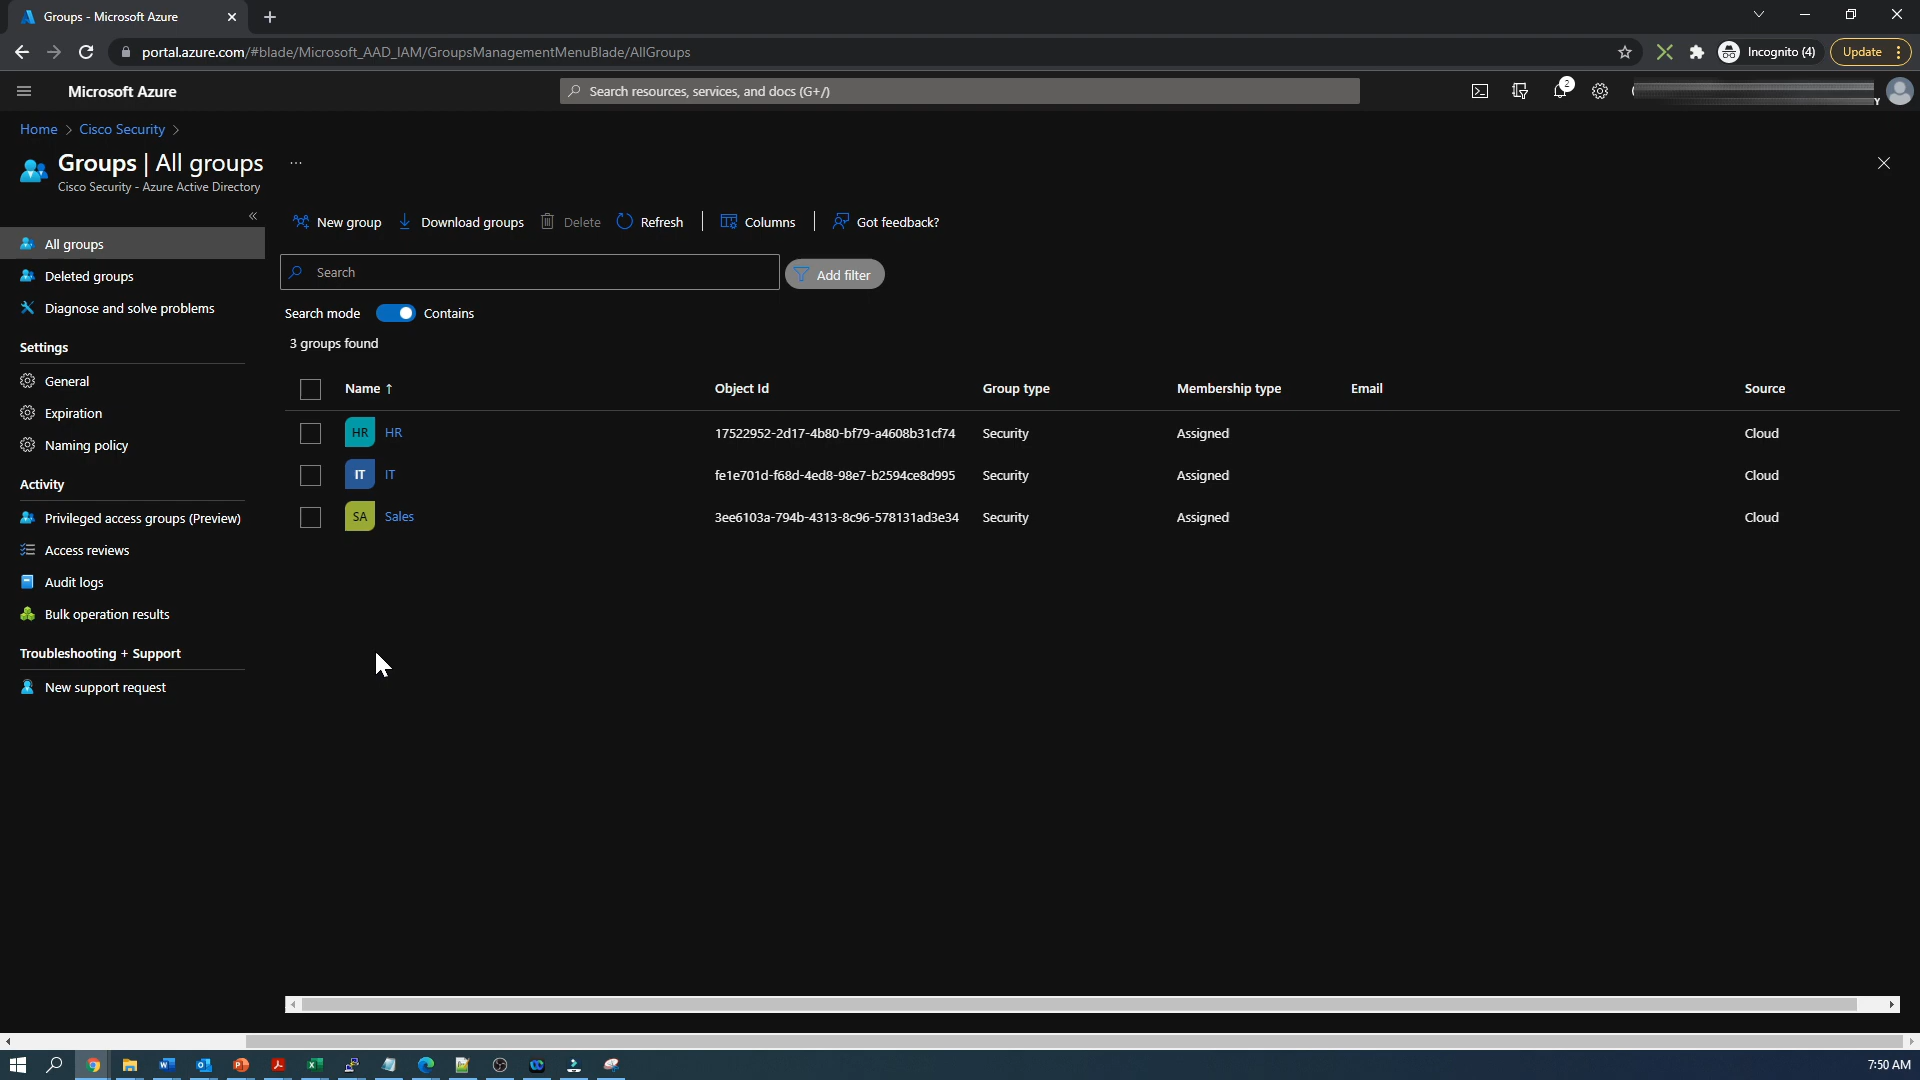 Groups - Microsoft Azure
portal.azure.com/#blade/Microsoft_AAD_IAM/GroupsManagementMenuBlade/AllGroups
Incognito (4)
Update
Microsoft Azure
Search resources, services, and docs (G+/)
2
Home > Cisco Security >
Groups | All groups
...
Cisco Security - Azure Active Directory
«
New group
Download groups
Delete
Refresh
Columns
Got feedback?
All groups
Deleted groups
Diagnose and solve problems
Settings
General
Expiration
Naming policy
Activity
Privileged access groups (Preview)
Access reviews
Audit logs
Bulk operation results
Troubleshooting + Support
New support request
Search
Add filter
Search mode
Contains
3 groups found
Name ↑ Object Id Group type Membership type Email Source
HR HR 17522952-2d17-4b80-bf79-a4608b31cf74 Security Assigned Cloud
IT IT fe1e701d-f68d-4ed8-98e7-b2594ce8d995 Security Assigned Cloud
SA Sales 3ee6103a-794b-4313-8c96-578131ad3e34 Security Assigned Cloud
7:50 AM